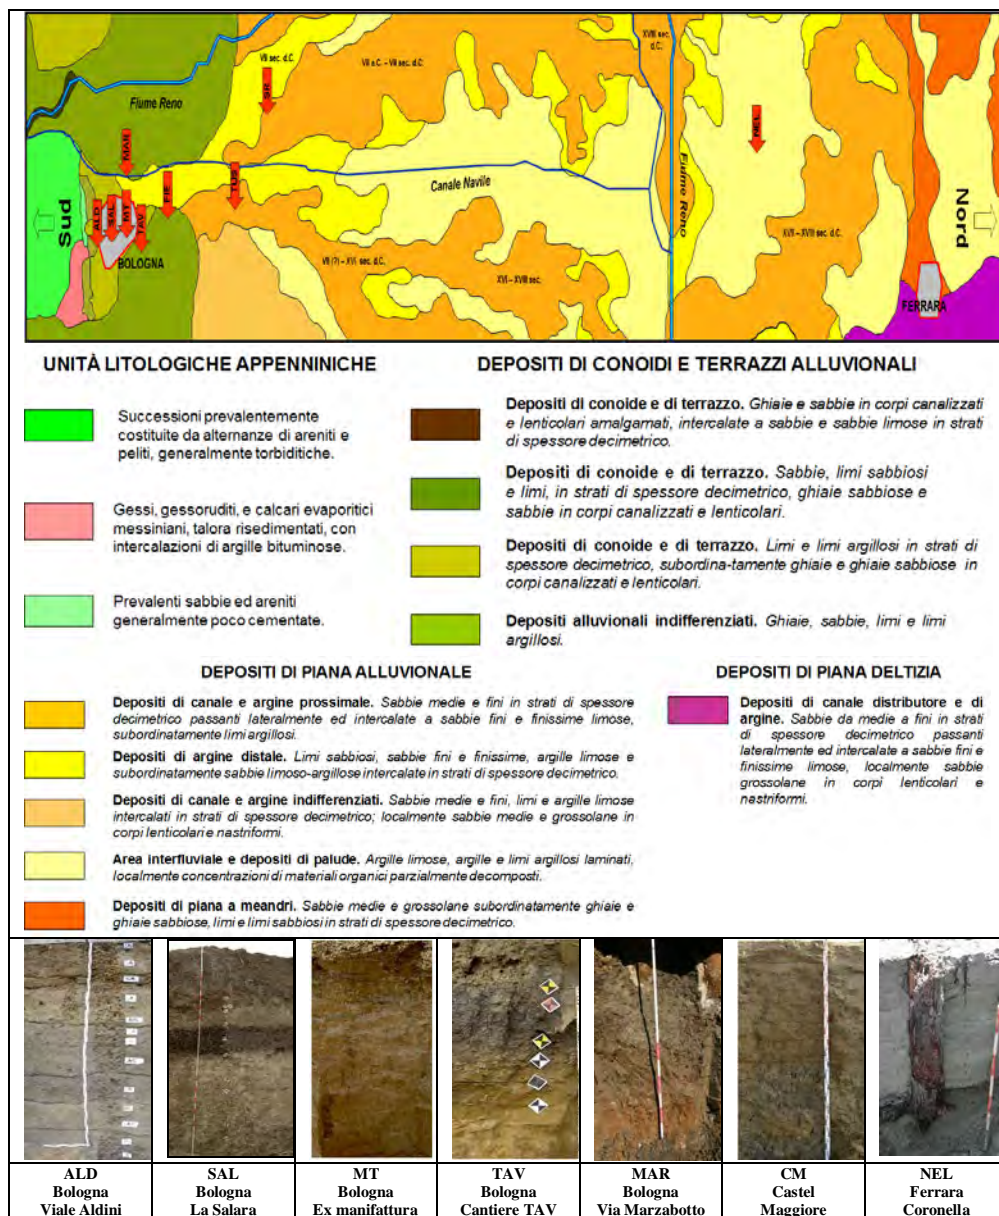 VII sec. d.C.
VII a.C. – VII sec. d.C.
XVIII sec.
d.C.
Fiume Reno
SR
NEL
MAR
FIE
TUS
Canale Navile
Fiume Reno
Sud
Nord
ALD
SAL
MT
TAV
BOLOGNA
VII (?) – XVI sec. d.C.
XVI – XVIII sec.
XVII – XVIII sec. d.C.
FERRARA
UNITÀ LITOLOGICHE APPENNINICHE
Successioni prevalentemente
costituite da alternanze di areniti e
peliti, generalmente torbiditiche.
Gessi, gessoruditi, e calcari evaporitici
messiniani, talora risedimentati, con
intercalazioni di argille bituminose.
Prevalenti sabbie ed areniti
generalmente poco cementate.
DEPOSITI DI CONOIDI E TERRAZZI ALLUVIONALI
Depositi di conoide e di terrazzo. Ghiaie e sabbie in corpi canalizzati
e lenticolari amalgamati, intercalate a sabbie e sabbie limose in strati
di spessore decimetrico.
Depositi di conoide e di terrazzo. Sabbie, limi sabbiosi
e limi, in strati di spessore decimetrico, ghiaie sabbiose e
sabbie in corpi canalizzati e lenticolari.
Depositi di conoide e di terrazzo. Limi e limi argillosi in strati di
spessore decimetrico, subordina-tamente ghiaie e ghiaie sabbiose in
corpi canalizzati e lenticolari.
Depositi alluvionali indifferenziati. Ghiaie, sabbie, limi e limi
argillosi.
DEPOSITI DI PIANA ALLUVIONALE
Depositi di canale e argine prossimale. Sabbie medie e fini in strati di spessore
decimetrico passanti lateralmente ed intercalate a sabbie fini e finissime limose,
subordinatamente limi argillosi.
Depositi di argine distale. Limi sabbiosi, sabbie fini e finissime, argille limose e
subordinatamente sabbie limoso-argillose intercalate in strati di spessore decimetrico.
Depositi di canale e argine indifferenziati. Sabbie medie e fini, limi e argille limose
intercalati in strati di spessore decimetrico; localmente sabbie medie e grossolane in
corpi lenticolari e nastriformi.
Area interfluviale e depositi di palude. Argille limose, argille e limi argillosi laminati,
localmente concentrazioni di materiali organici parzialmente decomposti.
Depositi di piana a meandri. Sabbie medie e grossolane subordinatamente ghiaie e
ghiaie sabbiose, limi e limi sabbiosi in strati di spessore decimetrico.
DEPOSITI DI PIANA DELTIZIA
Depositi di canale distributore e di
argine. Sabbie da medie a fini in strati
di spessore decimetrico passanti
lateralmente ed intercalate a sabbie fini e
finissime limose, localmente sabbie
grossolane in corpi lenticolari e
nastriformi.
ALD
Bologna
Viale Aldini
SAL
Bologna
La Salara
MT
Bologna
Ex manifattura
TAV
Bologna
Cantiere TAV
MAR
Bologna
Via Marzabotto
CM
Castel
Maggiore
NEL
Ferrara
Coronella